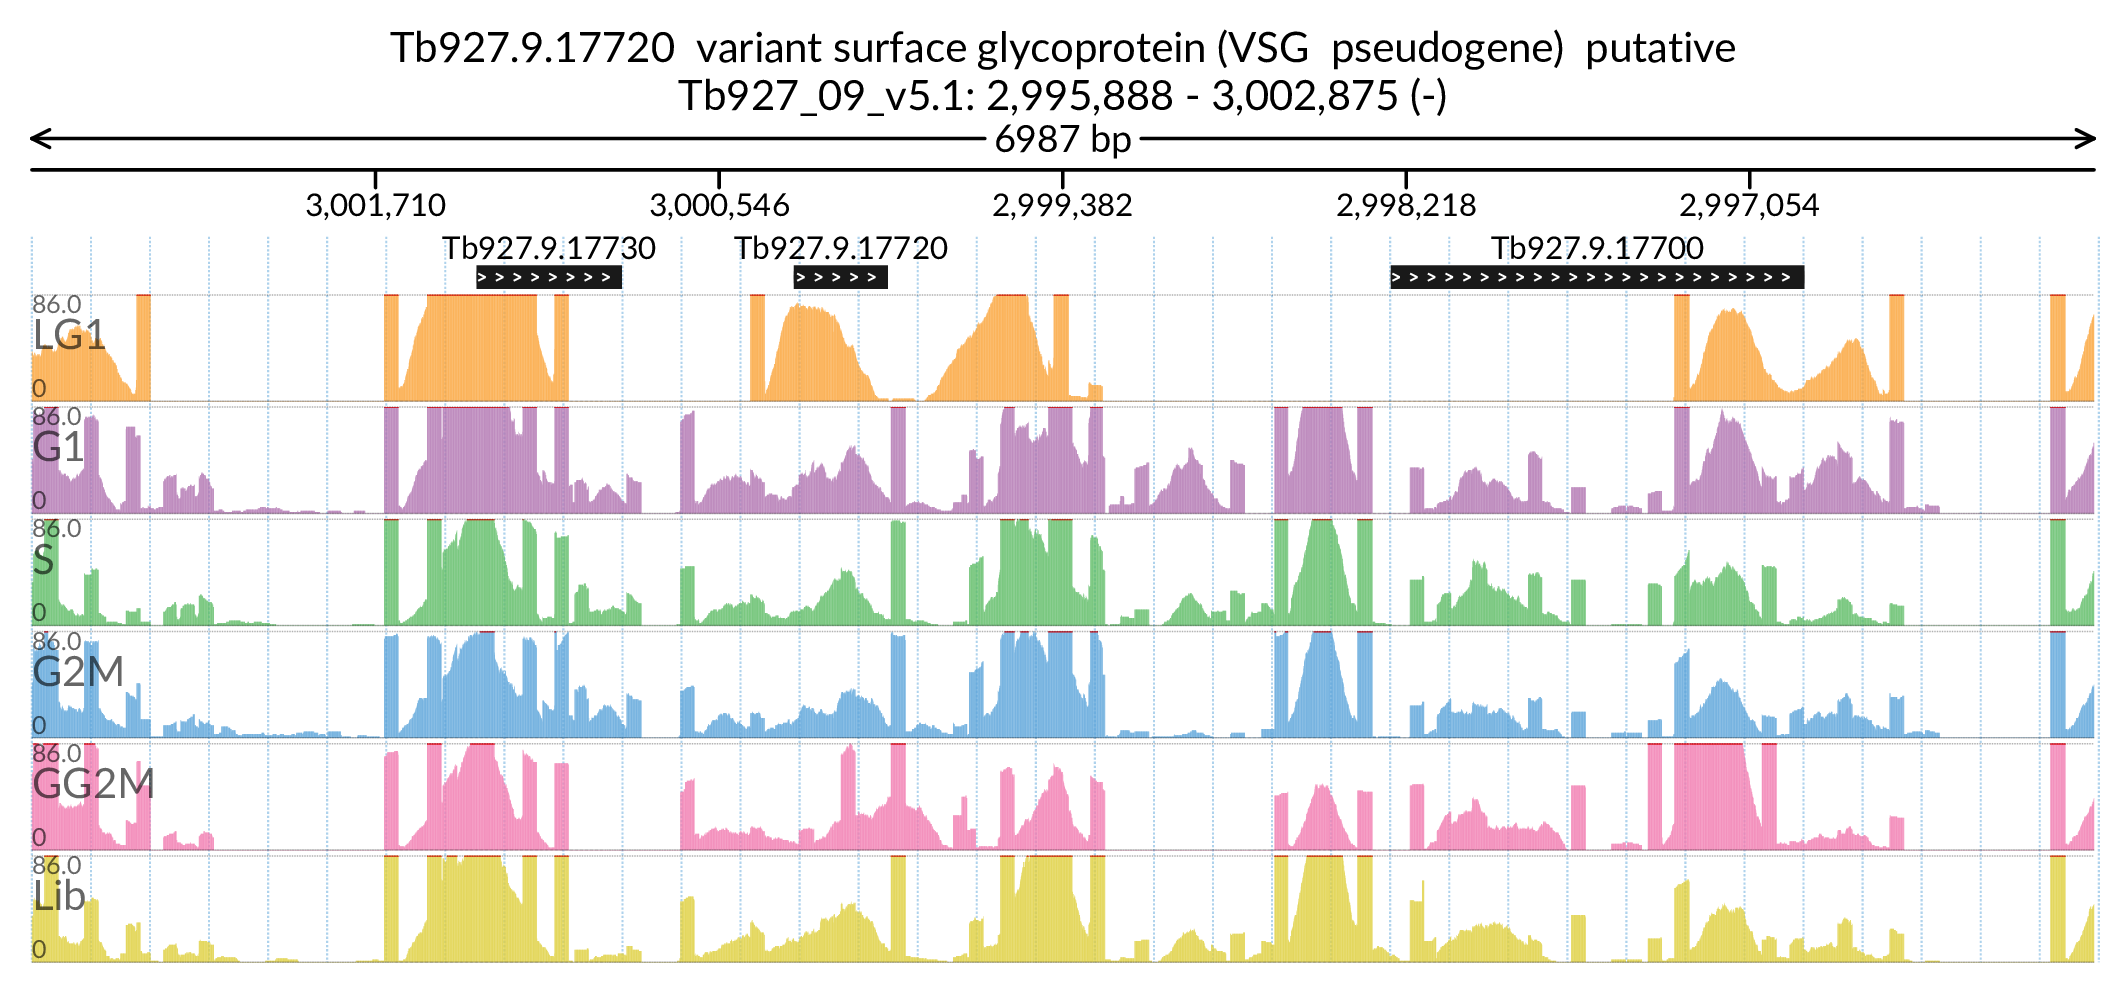 Tb927.9.17720 variant surface glycoprotein (VSG pseudogene) putative
Tb927_09_v5.1: 2,995,888 - 3,002,875 (-)
6987 bp
3,001,710 3,000,546 2,999,382 2,998,218 2,997,054
Tb927.9.17730 Tb927.9.17720 Tb927.9.17700
86.0
LG1
0
86.0
G1
0
86.0
S
0
86.0
G2M
0
86.0
GG2M
0
86.0
Lib
0